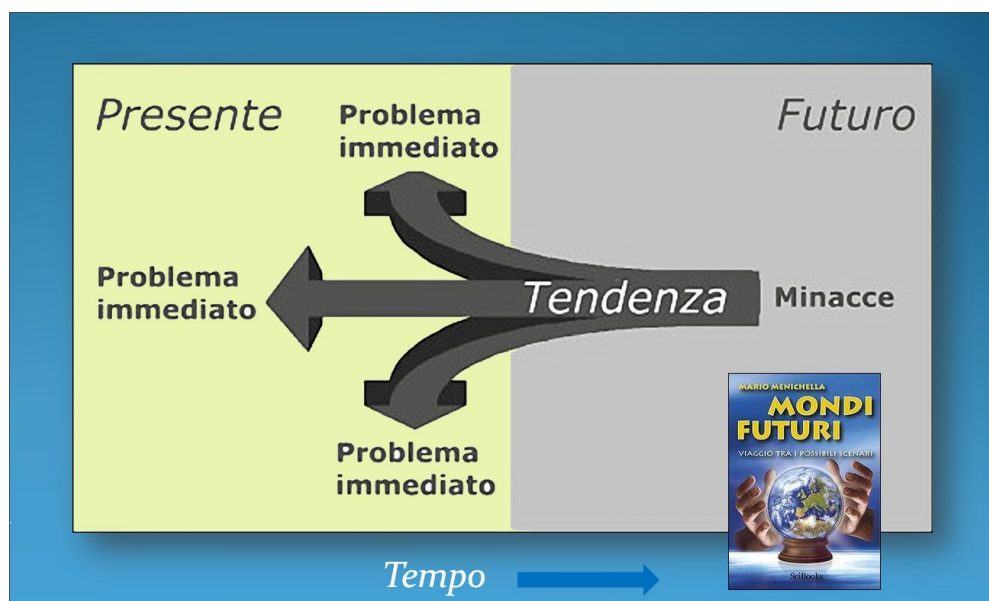 Presente
Futuro
Problema
immediato
Problema
immediato
Tendenza
Minacce
Problema
immediato
MARIO MENICHELLA
MONDI
FUTURI
VIAGGIO TRA I POSSIBILI SCENARI
SciBooks
Tempo